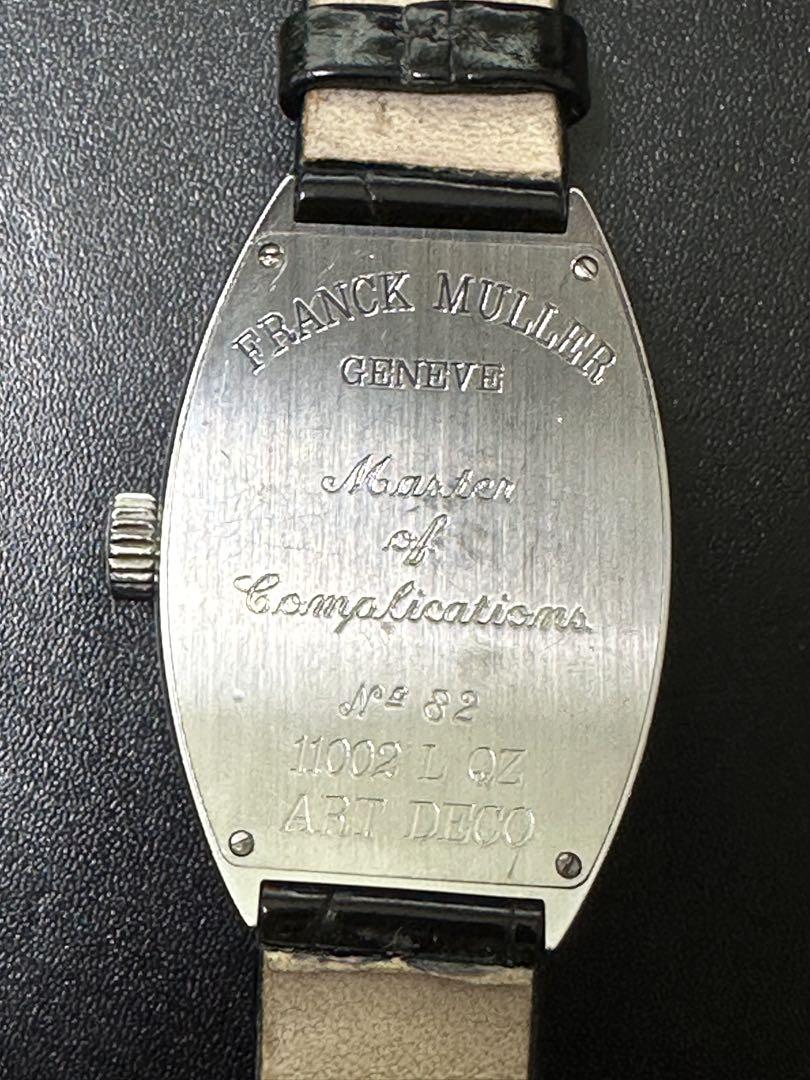 FRANCK MULLER
GENEVE
Master
of
Complications
Nº 82
11002 L QZ
ART DECO